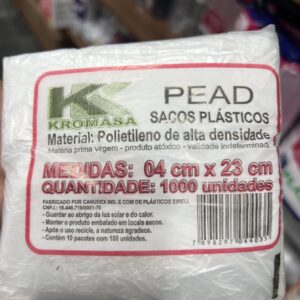 K
KROMASA
PEAD
SACOS PLÁSTICOS
Material: Polietileno de alta densidade
Matéria prima virgem - produto atóxico - validade indeterminada
MEDIDAS: 04 cm x 23 cm
QUANTIDADE: 1000 unidades
FABRICADO POR CANUDEX IND. E COM DE PLÁSTICOS EIRELI
- Guardar ao abrigo da luz solar e do calor.
- Manter o produto embalado em locais secos.
- Após o uso recicle, a natureza agradece.
- Contém 10 pacotes com 100 unidades.